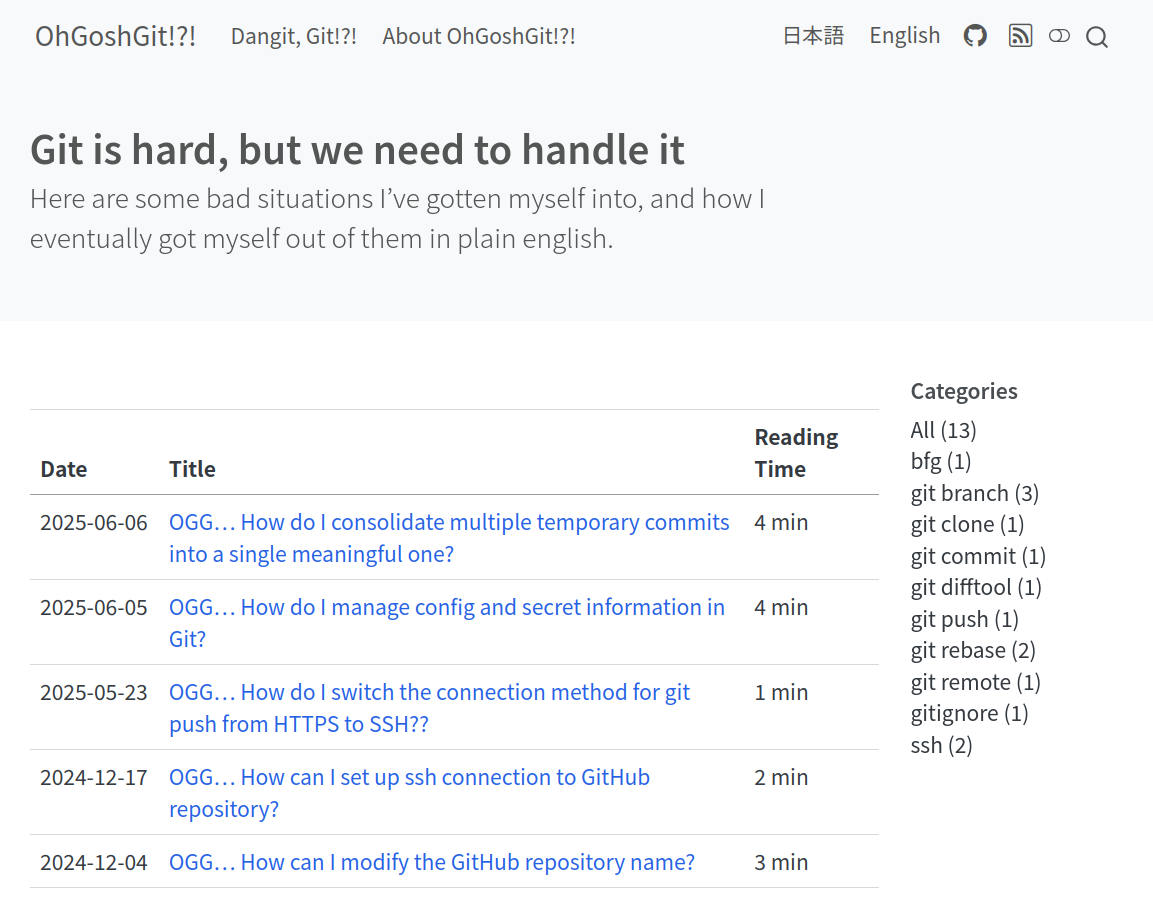 OhGoshGit!?! Dangit, Git!?! About OhGoshGit!?! 日本語 English
Git is hard, but we need to handle it
Here are some bad situations I’ve gotten myself into, and how I
eventually got myself out of them in plain english.
Date Title Reading Time
2025-06-06 OGG… How do I consolidate multiple temporary commits 4 min
into a single meaningful one?
2025-06-05 OGG… How do I manage config and secret information in 4 min
Git?
2025-05-23 OGG… How do I switch the connection method for git 1 min
push from HTTPS to SSH??
2024-12-17 OGG… How can I set up ssh connection to GitHub 2 min
repository?
2024-12-04 OGG… How can I modify the GitHub repository name? 3 min
Categories
All (13)
bfg (1)
git branch (3)
git clone (1)
git commit (1)
git difftool (1)
git push (1)
git rebase (2)
git remote (1)
gitignore (1)
ssh (2)